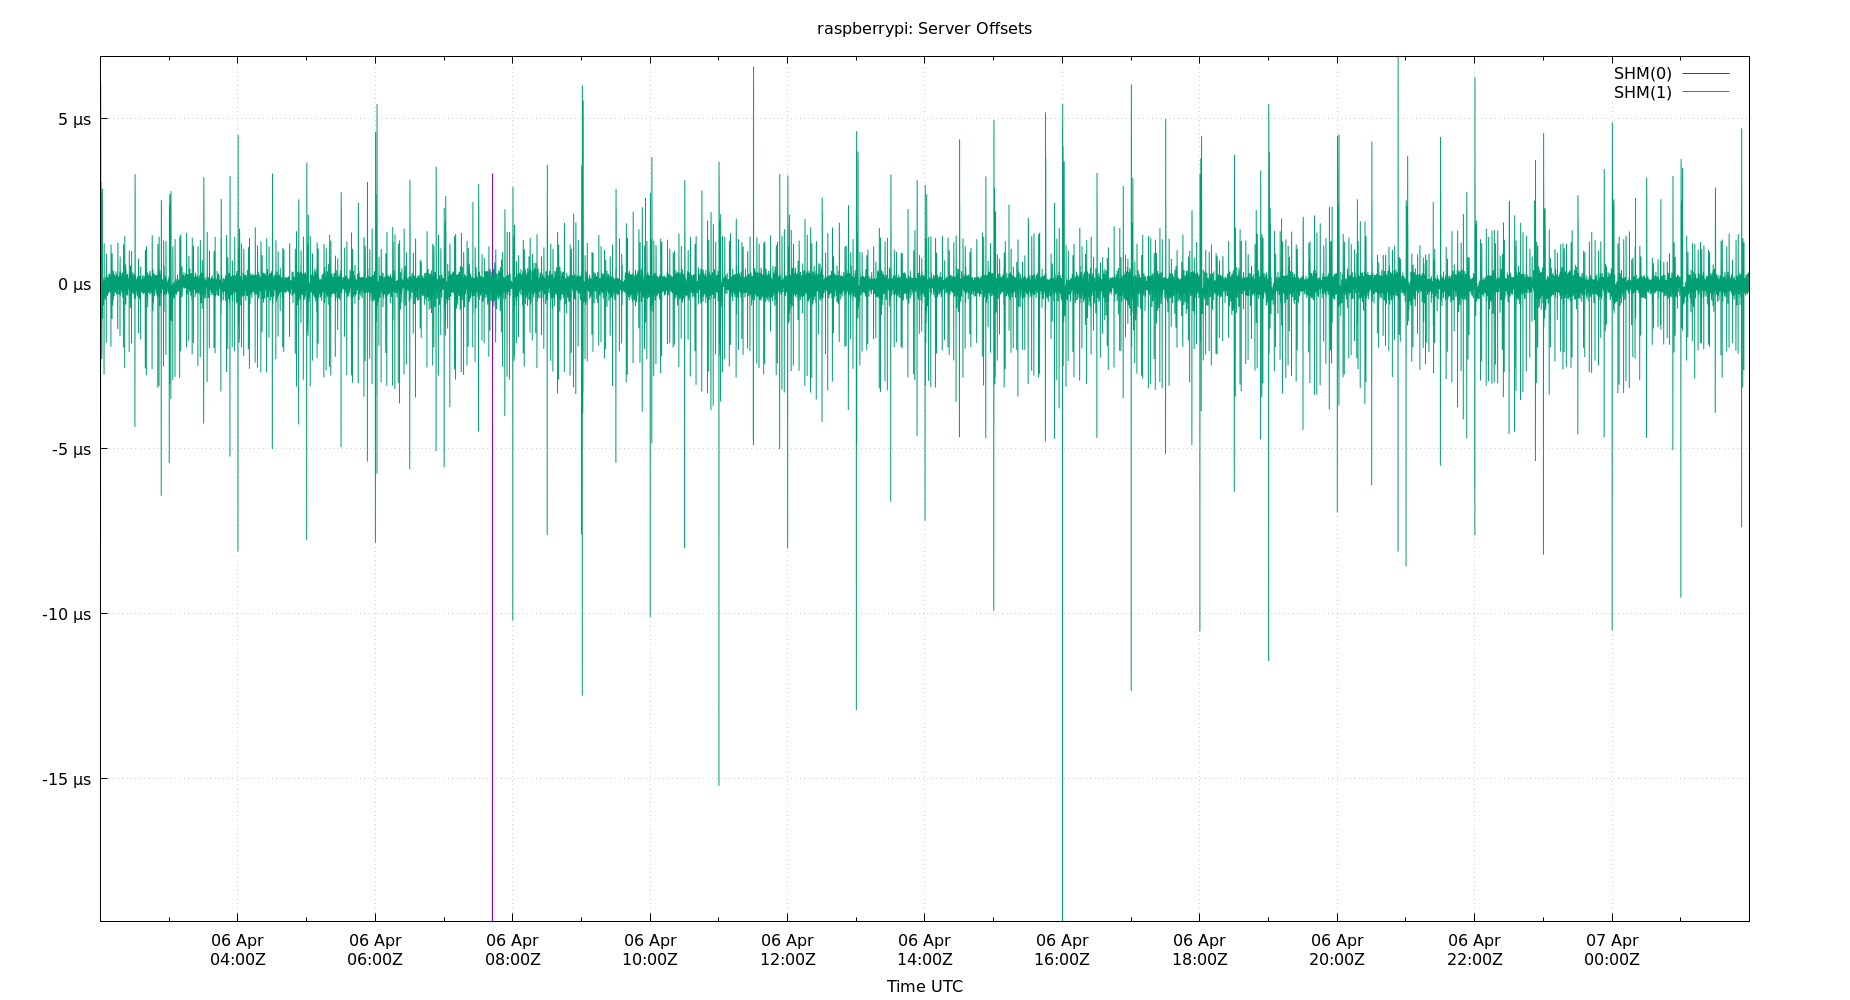 raspberrypi: Server Offsets
SHM(0)
SHM(1)
5 µs
0 µs
-5 µs
-10 µs
-15 µs
06 Apr 06 Apr 06 Apr 06 Apr 06 Apr 06 Apr 06 Apr 06 Apr 06 Apr 06 Apr 07 Apr
04:00Z 06:00Z 08:00Z 10:00Z 12:00Z 14:00Z 16:00Z 18:00Z 20:00Z 22:00Z 00:00Z
Time UTC